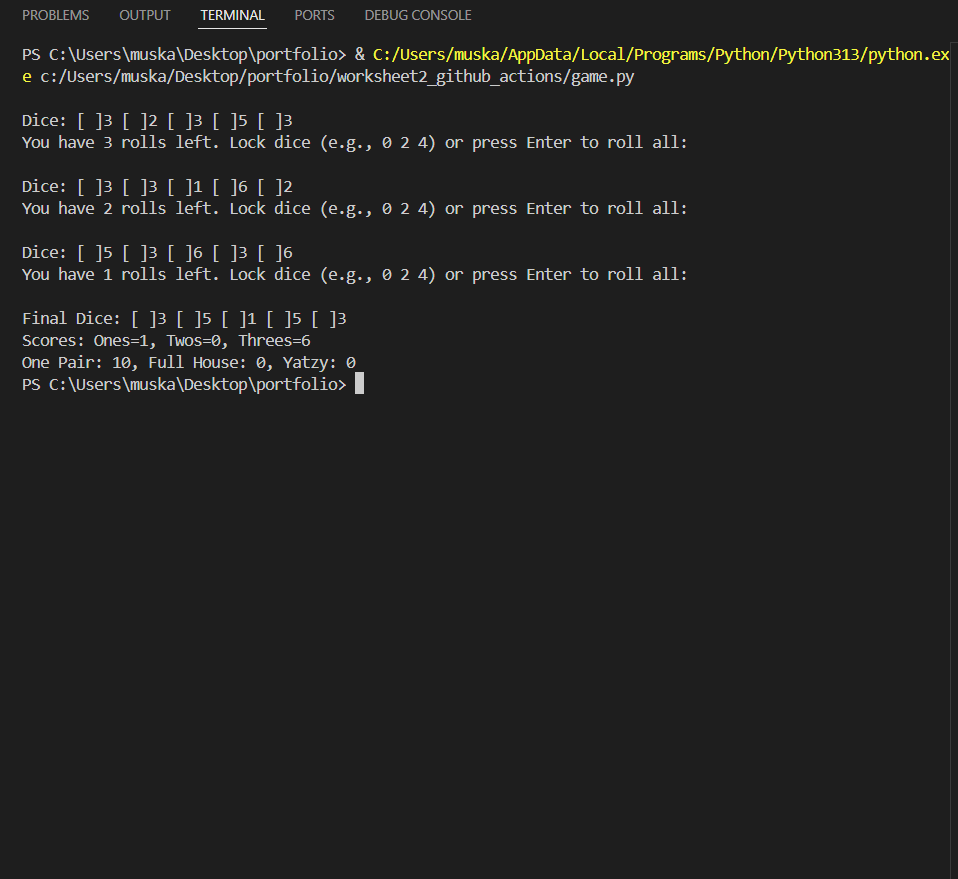 PROBLEMS OUTPUT TERMINAL PORTS DEBUG CONSOLE
PS C:\Users\muska\Desktop\portfolio> & C:/Users/muska/AppData/Local/Programs/Python/Python313/python.ex
e c:/Users/muska/Desktop/portfolio/worksheet2_github_actions/game.py
Dice: [ ]3 [ ]2 [ ]3 [ ]5 [ ]3
You have 3 rolls left. Lock dice (e.g., 0 2 4) or press Enter to roll all:
Dice: [ ]3 [ ]3 [ ]1 [ ]6 [ ]2
You have 2 rolls left. Lock dice (e.g., 0 2 4) or press Enter to roll all:
Dice: [ ]5 [ ]3 [ ]6 [ ]3 [ ]6
You have 1 rolls left. Lock dice (e.g., 0 2 4) or press Enter to roll all:
Final Dice: [ ]3 [ ]5 [ ]1 [ ]5 [ ]3
Scores: Ones=1, Twos=0, Threes=6
One Pair: 10, Full House: 0, Yatzy: 0
PS C:\Users\muska\Desktop\portfolio>